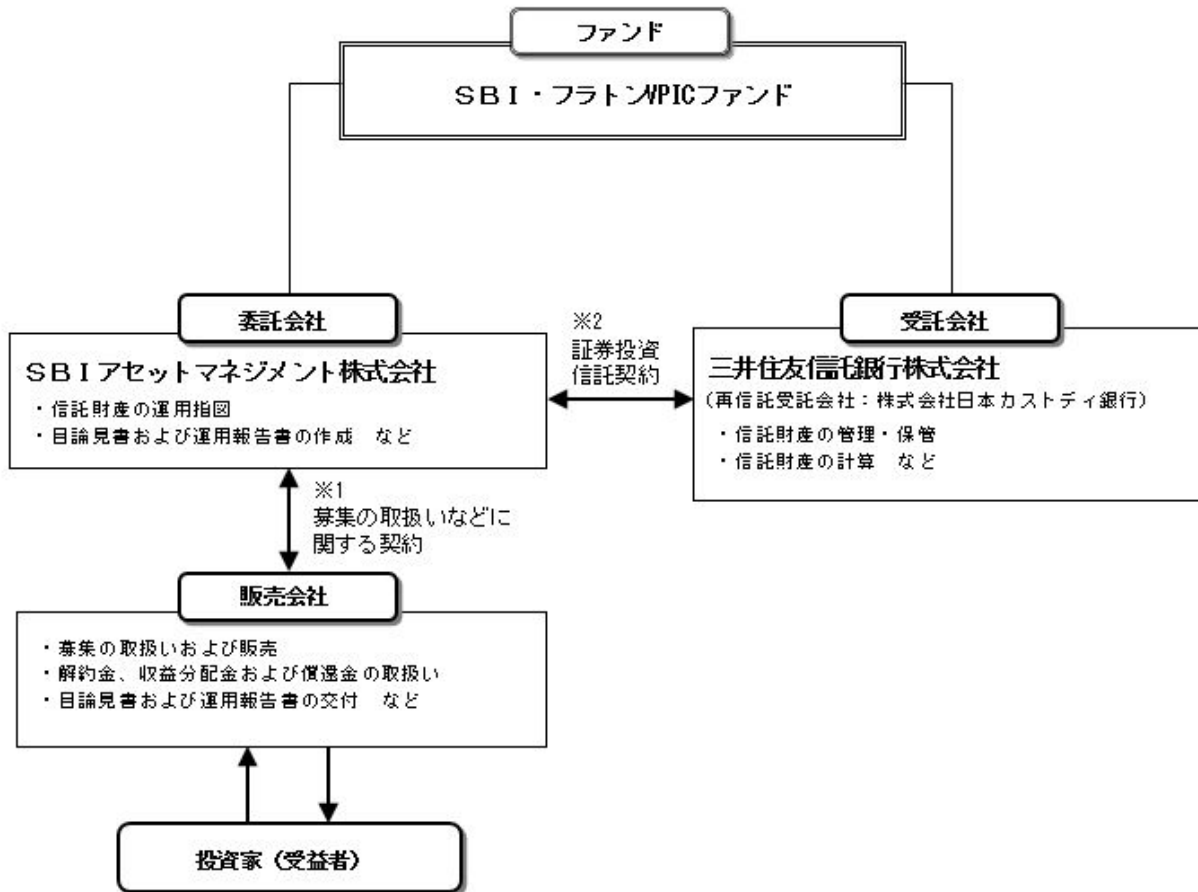 ファンド
ＳＢＩ・フラトンVPICファンド
委託会社
ＳＢＩアセットマネジメント株式会社
・信託財産の運用指図
・目論見書および運用報告書の作成　など
※2
証券投資
信託契約
受託会社
三井住友信託銀行株式会社
（再信託受託会社：株式会社日本カストディ銀行）
・信託財産の管理・保管
・信託財産の計算　など
※1
募集の取扱いなどに
関する契約
販売会社
・募集の取扱いおよび販売
・解約金、収益分配金および償還金の取扱い
・目論見書および運用報告書の交付　など
投資家（受益者）